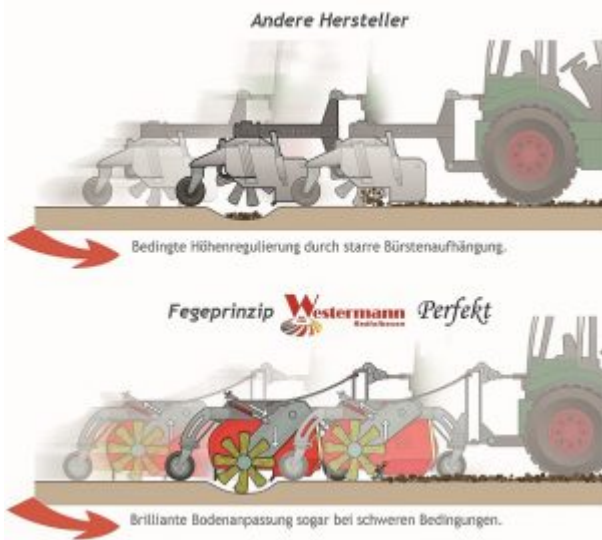 Andere Hersteller
Bedingte Höhenregulierung durch starre Bürstenaufhängung.
Fegeprinzip Westermann Perfekt
Brilliante Bodenanpassung sogar bei schweren Bedingungen.